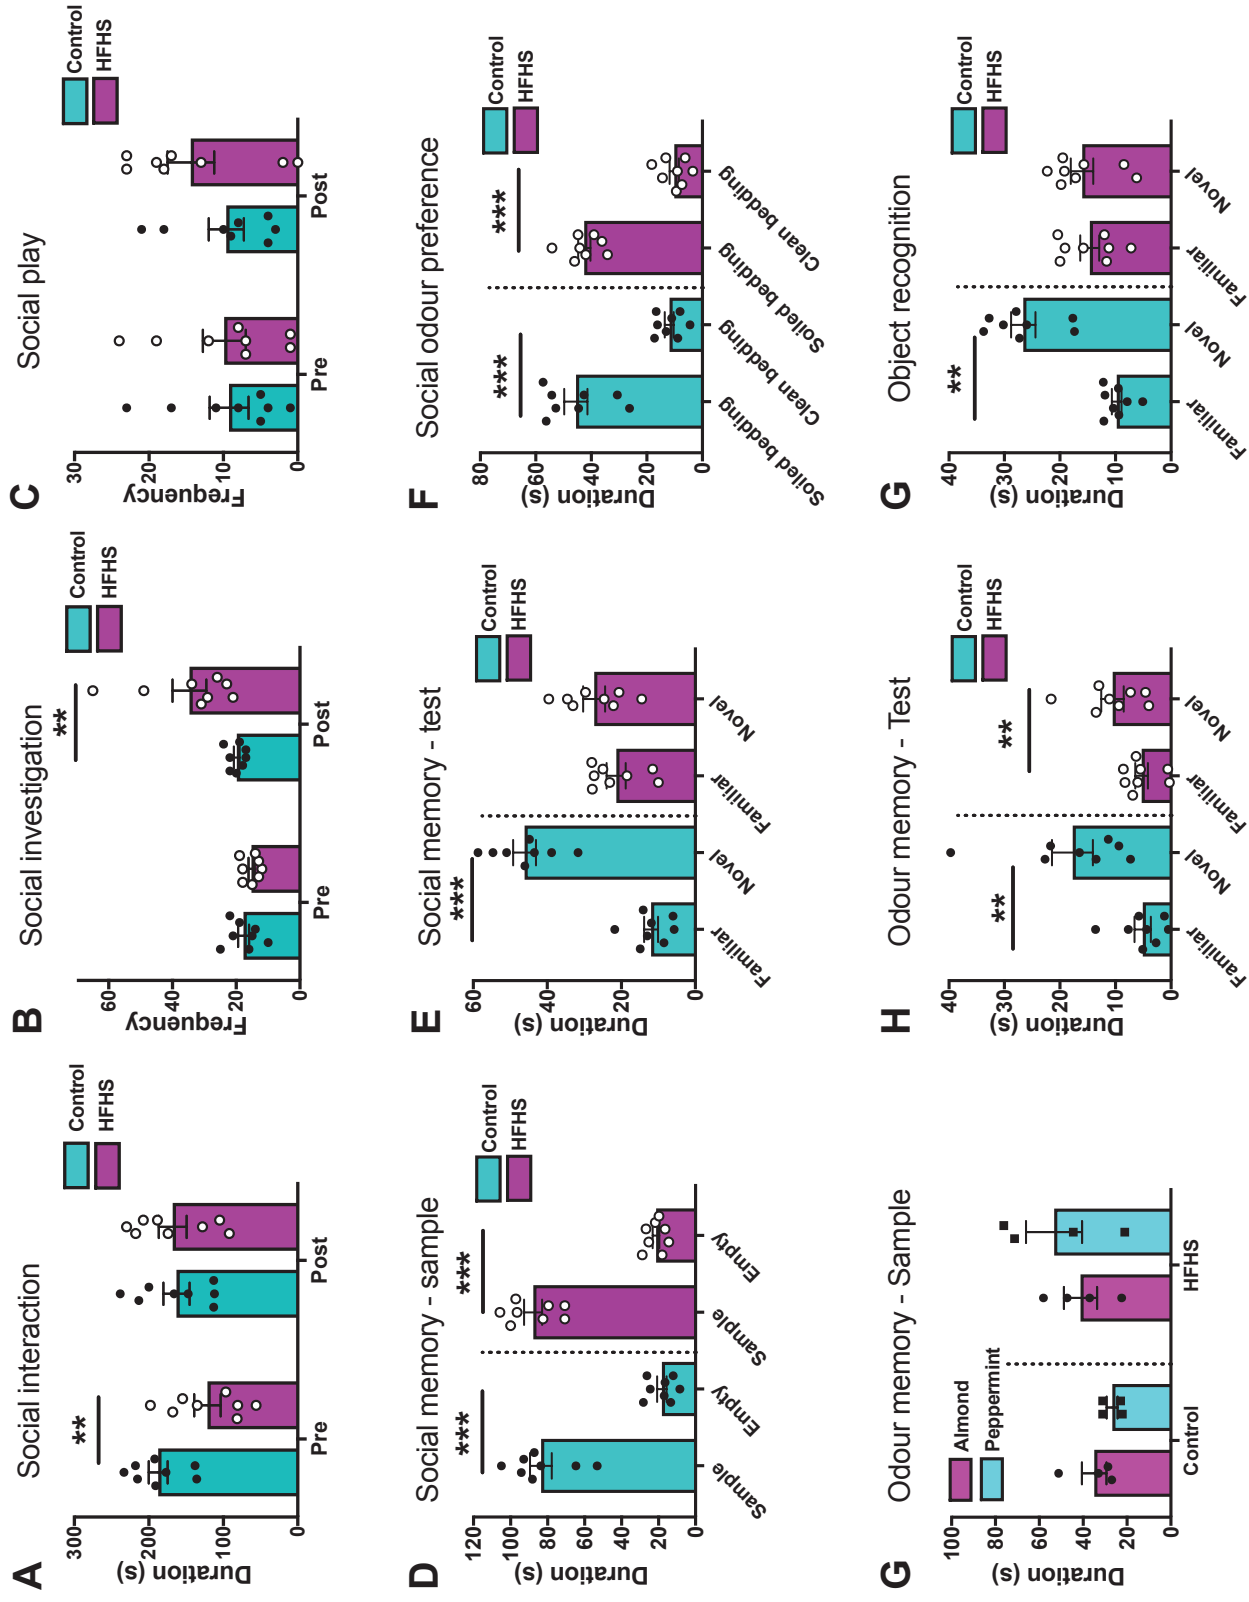 A
Social interaction
Control
HFHS
Duration (s)
300
200
100
0
**
Pre
Post
B
Social investigation
Control
HFHS
Frequency
60
40
20
0
**
Pre
Post
C
Social play
Control
HFHS
Frequency
30
20
10
0
Pre
Post
D
Social memory - sample
Control
HFHS
Duration (s)
120
100
80
60
40
20
0
***
***
Sample
Empty
Sample
Empty
E
Social memory - test
Control
HFHS
Duration (s)
60
40
20
0
***
Familiar
Novel
Familiar
Novel
F
Social odour preference
Control
HFHS
Duration (s)
80
60
40
20
0
***
***
Soiled bedding
Clean bedding
Soiled bedding
Clean bedding
G
Odour memory - Sample
Almond
Peppermint
Duration (s)
100
80
60
40
20
0
Control
HFHS
H
Odour memory - Test
Control
HFHS
Duration (s)
40
30
20
10
0
**
**
Familiar
Novel
Familiar
Novel
G
Object recognition
Control
HFHS
Duration (s)
40
30
20
10
0
**
Familiar
Novel
Familiar
Novel